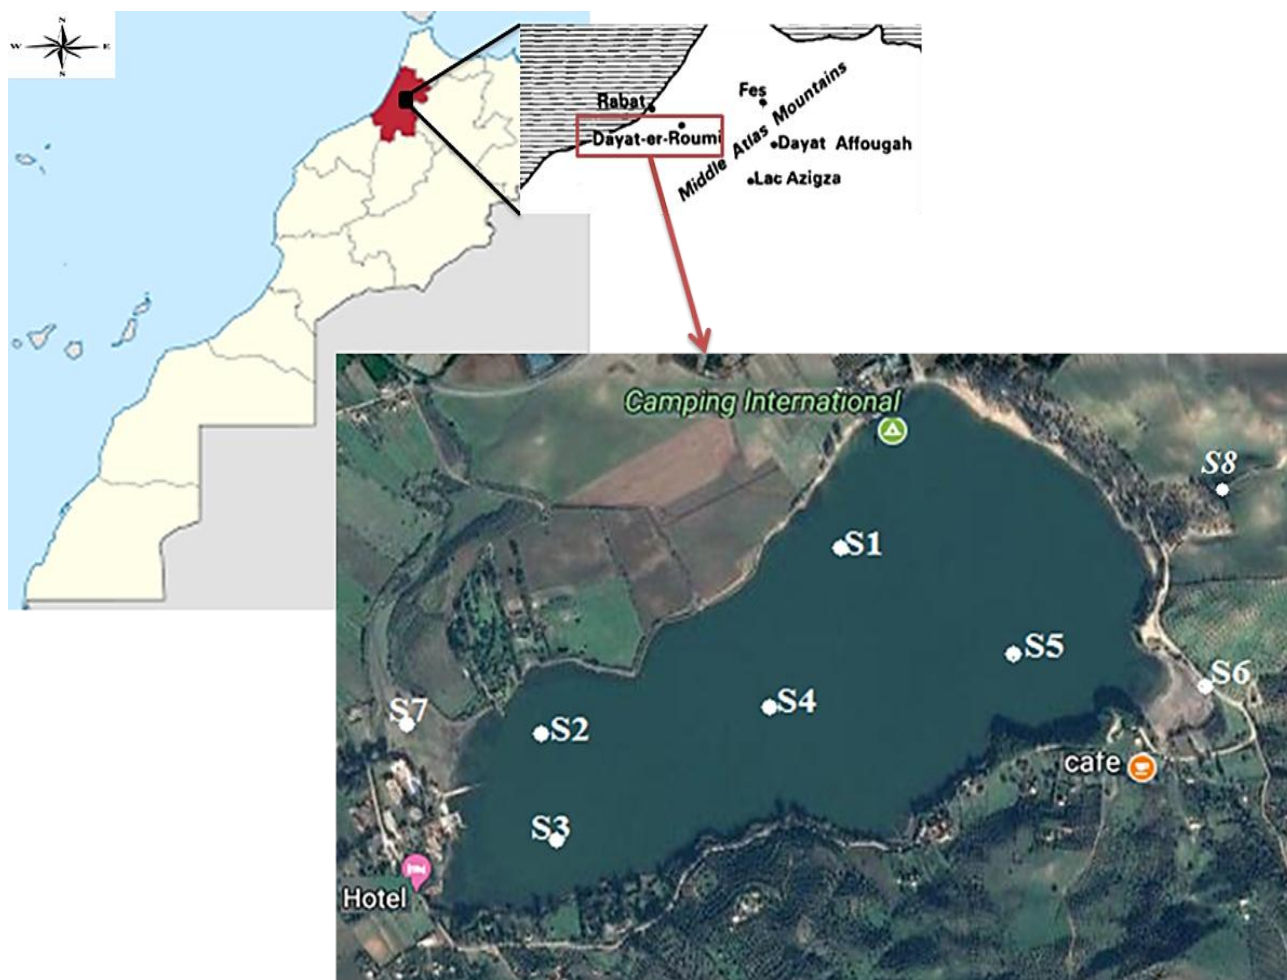 N
W
E
S
Rabat
Fes
Dayat-er-Roumi
Middle Atlas Mountains
Dayat Affougah
Lac Azigza
Camping International
S8
S1
S5
S6
S4
S7
S2
cafe
S3
Hotel